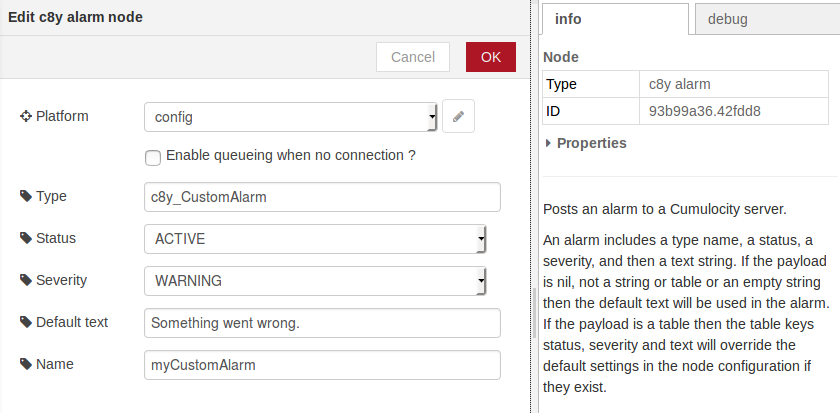 Edit c8y alarm node
Cancel
OK
Platform
config
Enable queueing when no connection ?
Type
c8y_CustomAlarm
Status
ACTIVE
Severity
WARNING
Default text
Something went wrong.
Name
myCustomAlarm
info
debug
Node
Type
c8y alarm
ID
93b99a36.42fdd8
Properties
Posts an alarm to a Cumulocity server.
An alarm includes a type name, a status, a
severity, and then a text string. If the payload
is nil, not a string or table or an empty string
then the default text will be used in the alarm.
If the payload is a table then the table keys
status, severity and text will override the
default settings in the node configuration if
they exist.